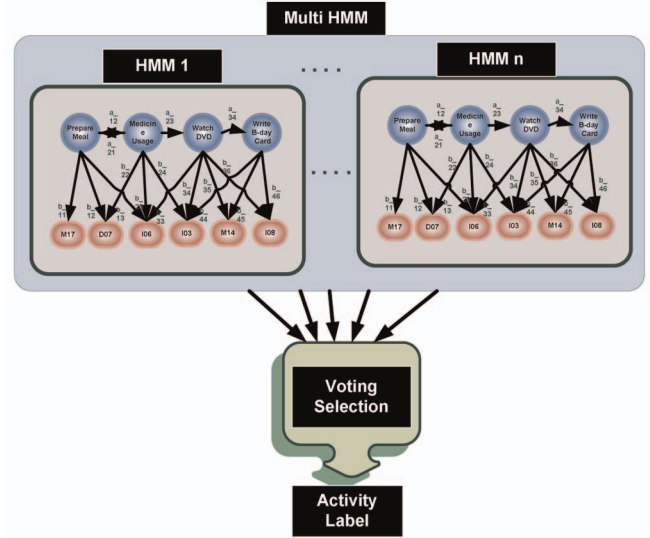 Multi HMM
HMM 1
. . . .
HMM n
Prepare
Meal
a_
12
a_
21
Medicin
e
Usage
a_
23
Watch
DVD
a_
34
Write
B-day
Card
b_
11
b_
12
b_
13
b_
22
b_
24
b_
33
b_
34
b_
35
b_
36
b_
44
b_
45
b_
46
M17
D07
I06
I03
M14
I08
. . . .
Prepare
Meal
a_
12
a_
21
Medicin
e
Usage
a_
23
Watch
DVD
a_
34
Write
B-day
Card
b_
11
b_
12
b_
13
b_
22
b_
24
b_
33
b_
34
b_
35
b_
36
b_
44
b_
45
b_
46
M17
D07
I06
I03
M14
I08
Voting
Selection
Activity
Label